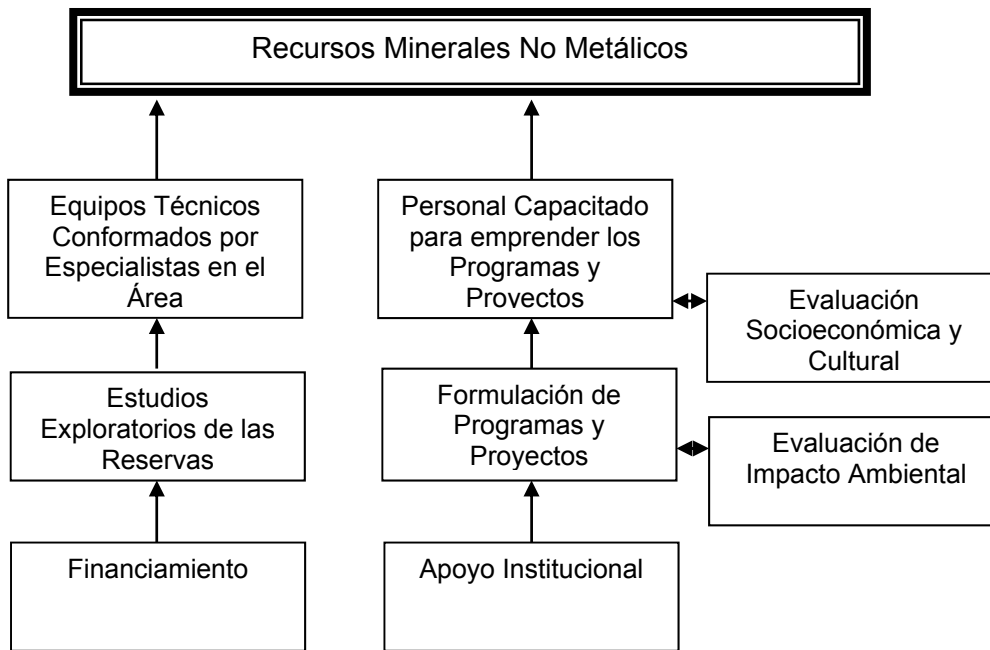 Recursos Minerales No Metálicos
Equipos Técnicos
Conformados por
Especialistas en el
Área
Personal Capacitado
para emprender los
Programas y
Proyectos
Evaluación
Socioeconómica y
Cultural
Estudios
Exploratorios de las
Reservas
Formulación de
Programas y
Proyectos
Evaluación de
Impacto Ambiental
Financiamiento
Apoyo Institucional